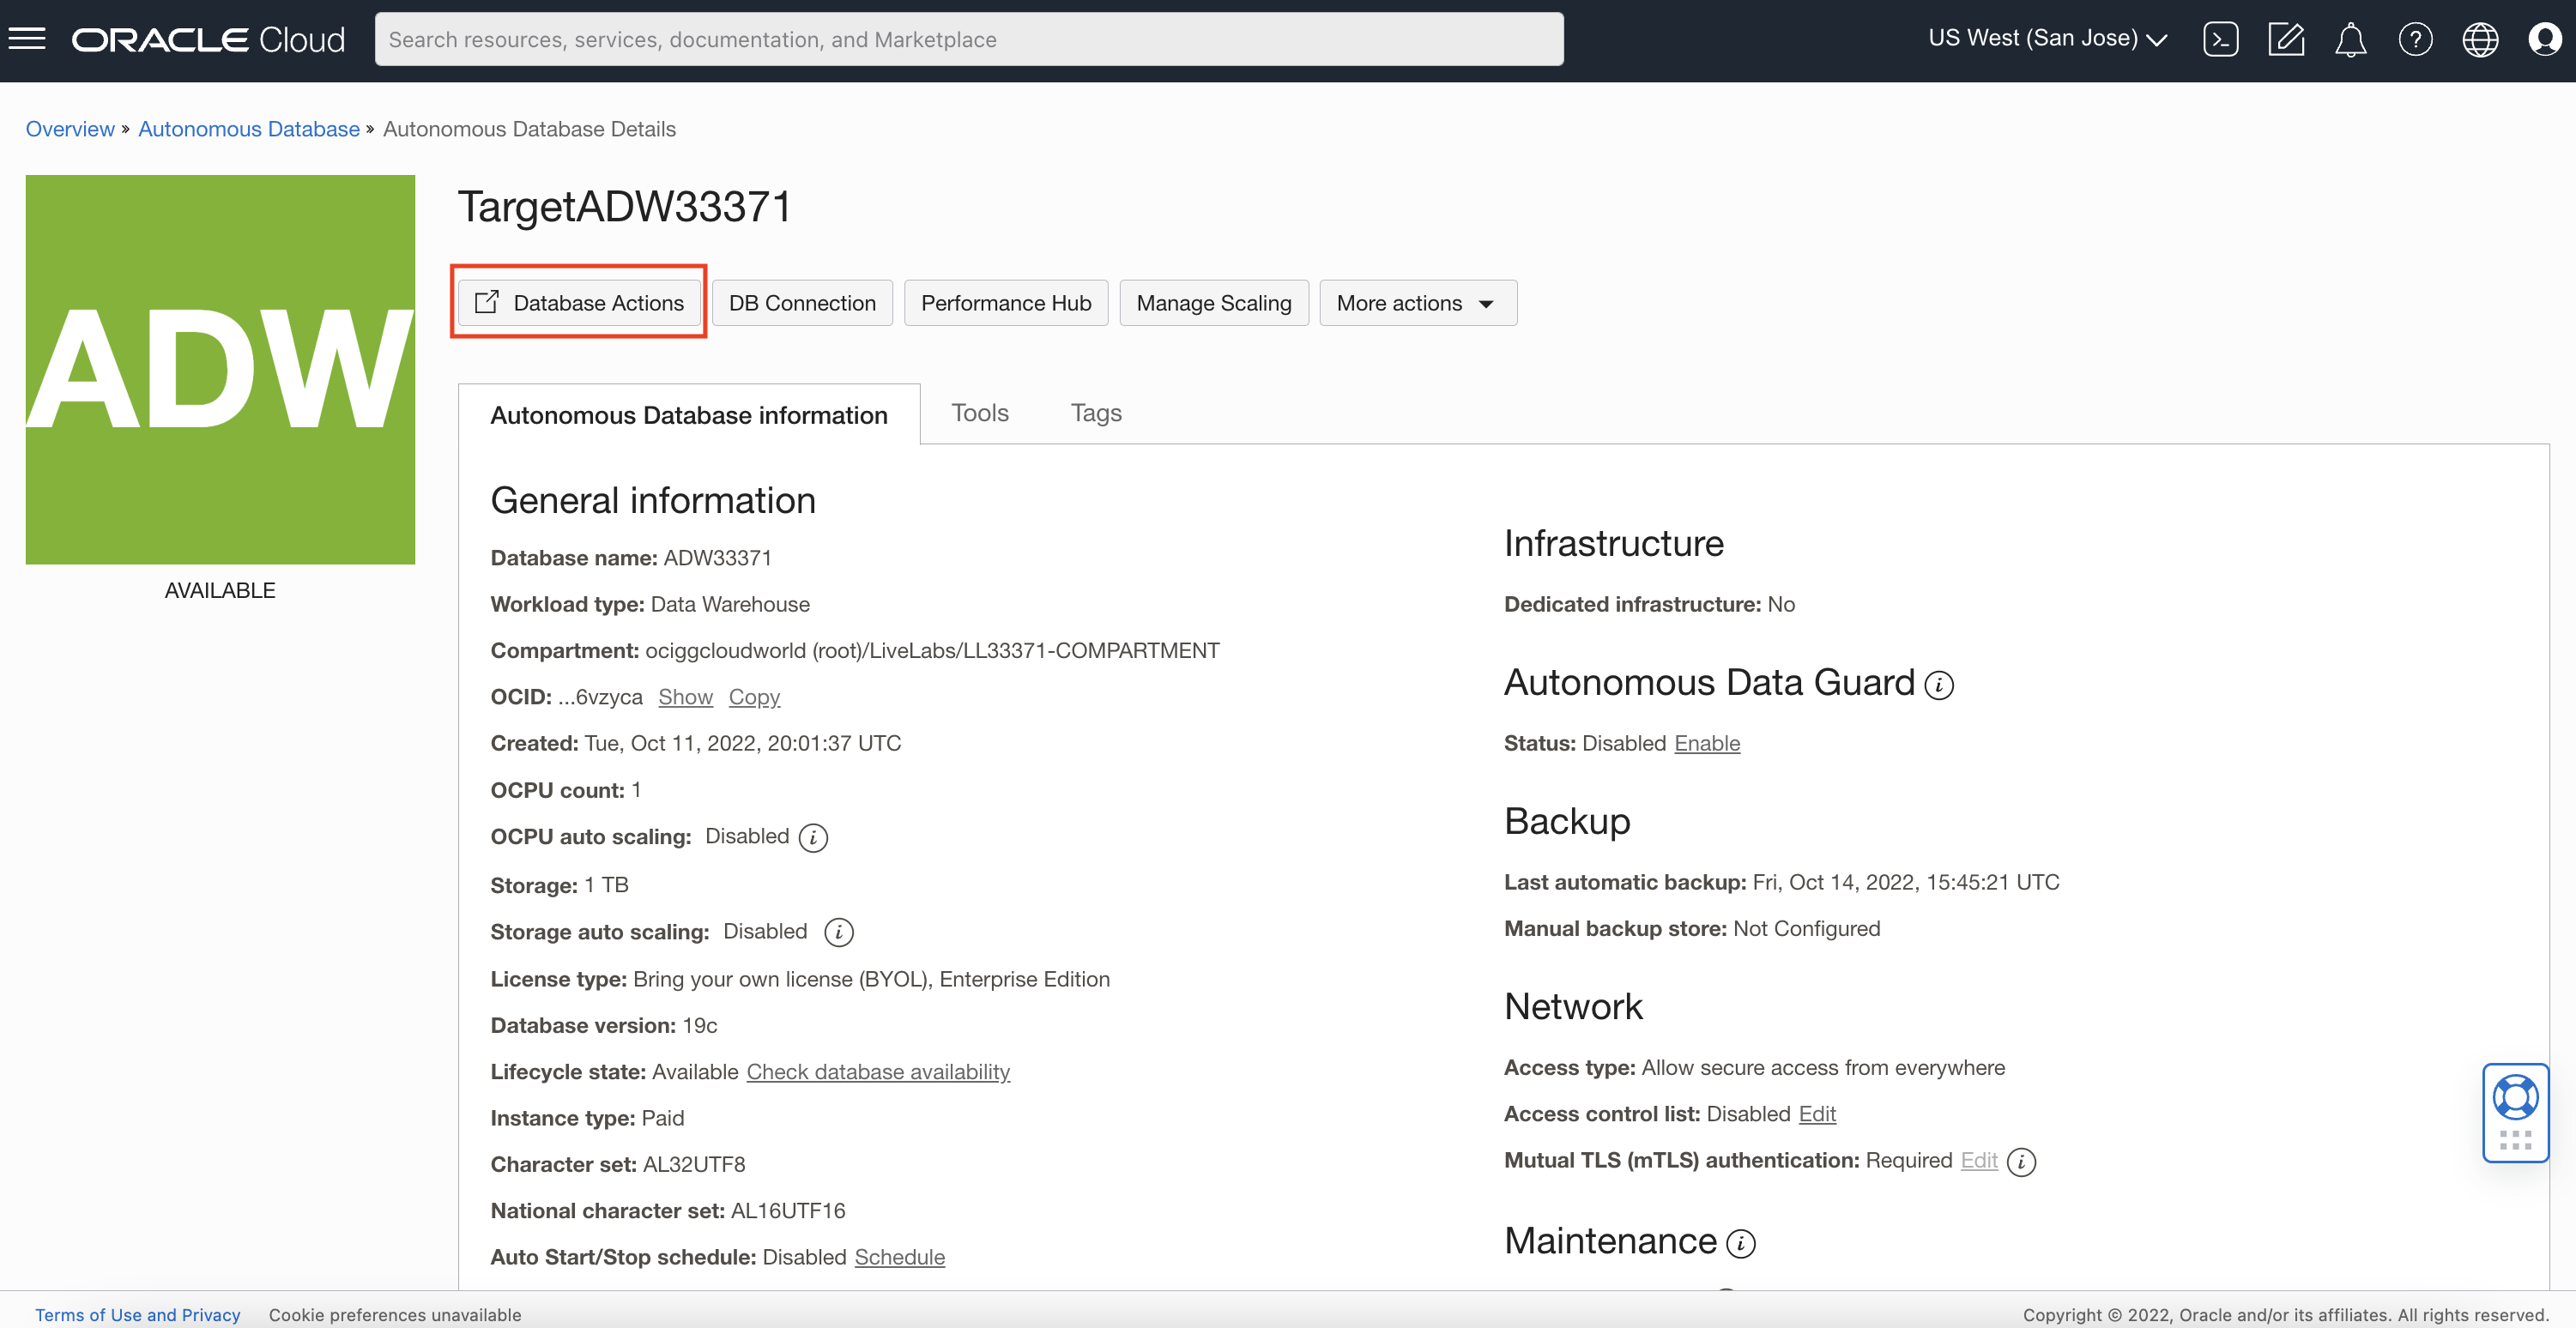 ORACLE Cloud
Search resources, services, documentation, and Marketplace
US West (San Jose)
Overview » Autonomous Database » Autonomous Database Details
ADW
AVAILABLE
TargetADW33371
Database Actions
DB Connection
Performance Hub
Manage Scaling
More actions
Autonomous Database information
Tools
Tags
General information
Database name: ADW33371
Workload type: Data Warehouse
Compartment: ociggcloudworld (root)/LiveLabs/LL33371-COMPARTMENT
OCID: ...6vzyca Show Copy
Created: Tue, Oct 11, 2022, 20:01:37 UTC
OCPU count: 1
OCPU auto scaling: Disabled
Storage: 1 TB
Storage auto scaling: Disabled
License type: Bring your own license (BYOL), Enterprise Edition
Database version: 19c
Lifecycle state: Available Check database availability
Instance type: Paid
Character set: AL32UTF8
National character set: AL16UTF16
Auto Start/Stop schedule: Disabled Schedule
Infrastructure
Dedicated infrastructure: No
Autonomous Data Guard
Status: Disabled Enable
Backup
Last automatic backup: Fri, Oct 14, 2022, 15:45:21 UTC
Manual backup store: Not Configured
Network
Access type: Allow secure access from everywhere
Access control list: Disabled Edit
Mutual TLS (mTLS) authentication: Required Edit
Maintenance
Terms of Use and Privacy
Cookie preferences unavailable
Copyright © 2022, Oracle and/or its affiliates. All rights reserved.